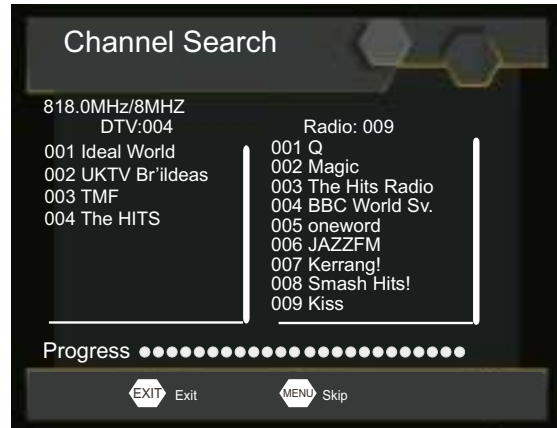 Channel Search
818.0MHz/8MHZ
DTV:004
001 Ideal World
002 UKTV Br'ildeas
003 TMF
004 The HITS
Radio: 009
001 Q
002 Magic
003 The Hits Radio
004 BBC World Sv.
005 oneword
006 JAZZFM
007 Kerrang!
008 Smash Hits!
009 Kiss
Progress
EXIT Exit
MENU Skip